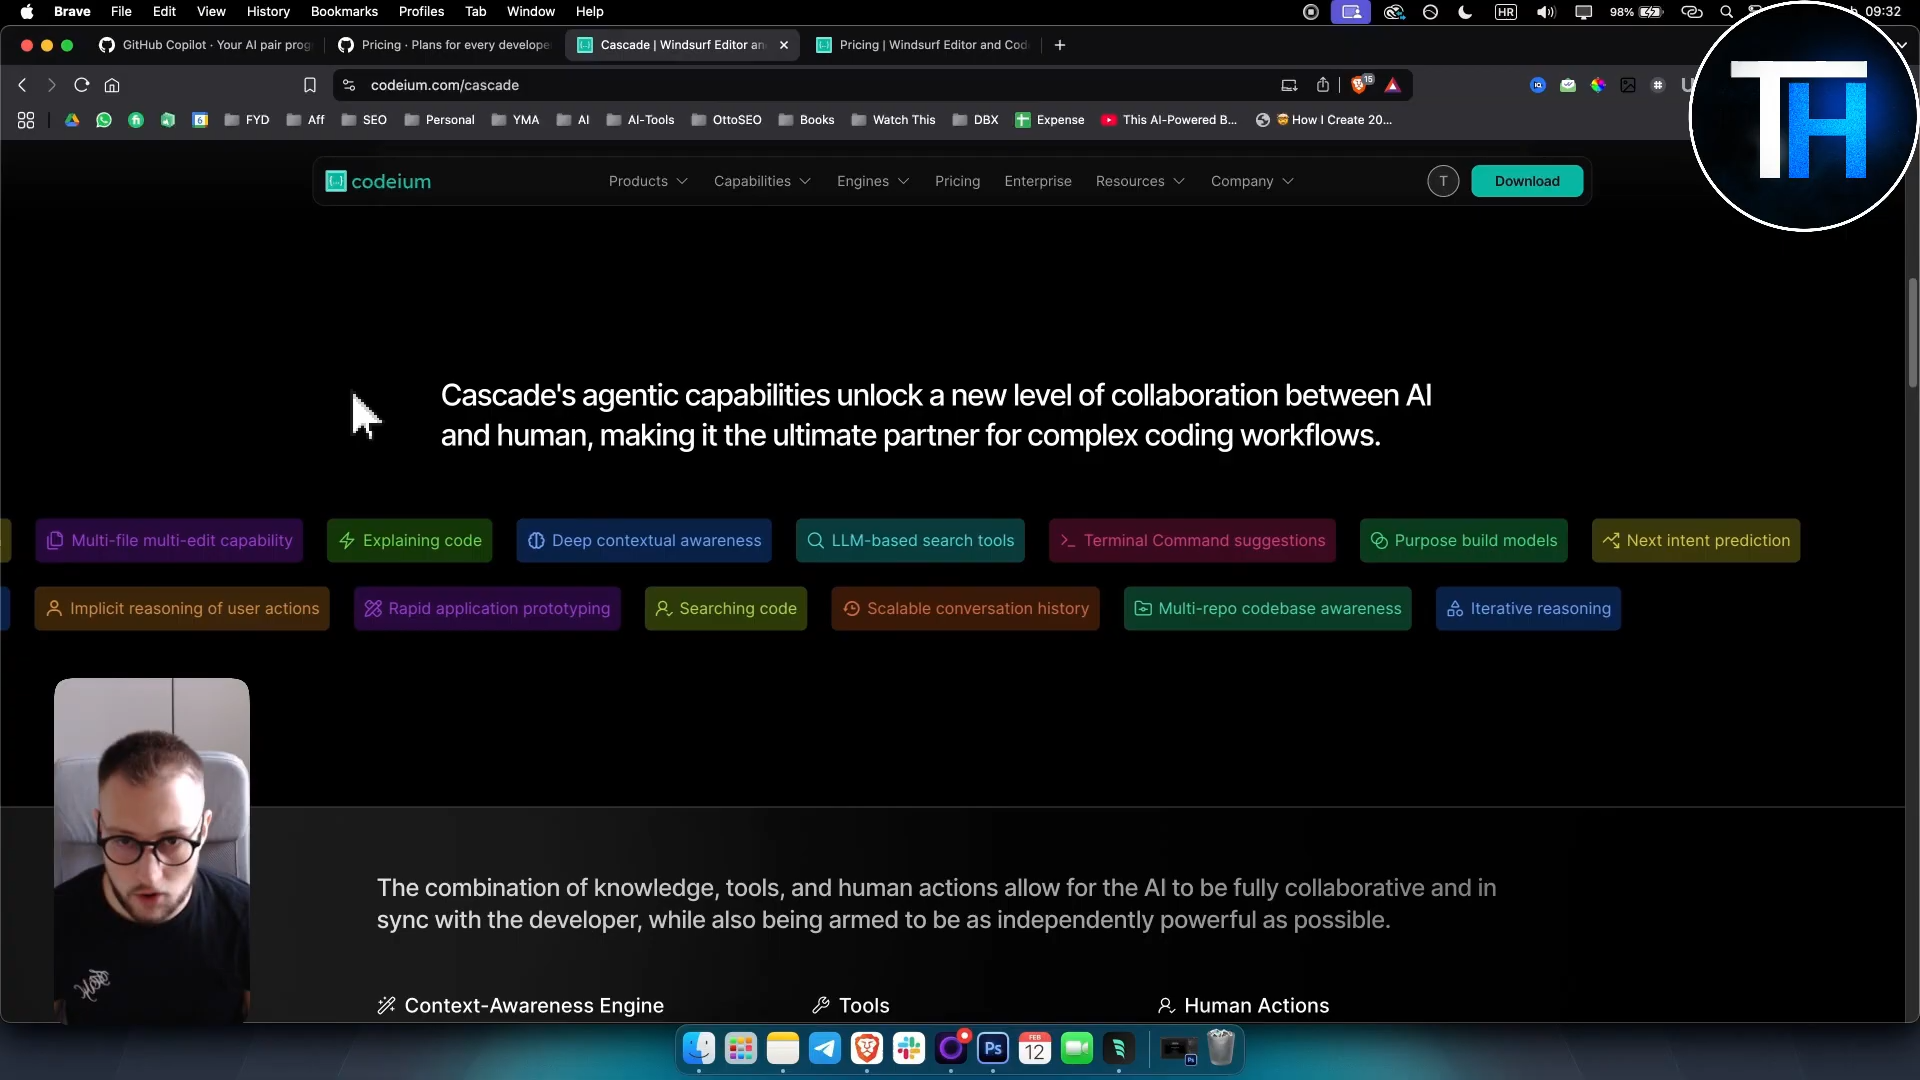 Brave File Edit View History Bookmarks Profiles Tab Window Help HR 98% 09:32
GitHub Copilot · Your AI pair prog
Pricing · Plans for every develope
Cascade | Windsurf Editor an
Pricing | Windsurf Editor and Cod
codeium.com/cascade
15
FYD Aff SEO Personal YMA AI AI-Tools OttoSEO Books Watch This DBX Expense This AI-Powered B... How I Create 20...
TH
codeium Products Capabilities Engines Pricing Enterprise Resources Company T Download
Cascade's agentic capabilities unlock a new level of collaboration between AI
and human, making it the ultimate partner for complex coding workflows.
Multi-file multi-edit capability Explaining code Deep contextual awareness LLM-based search tools Terminal Command suggestions Purpose build models Next intent prediction
Implicit reasoning of user actions Rapid application prototyping Searching code Scalable conversation history Multi-repo codebase awareness Iterative reasoning
The combination of knowledge, tools, and human actions allow for the AI to be fully collaborative and in
sync with the developer, while also being armed to be as independently powerful as possible.
Context-Awareness Engine Tools Human Actions
Ps FEB 12 Ps